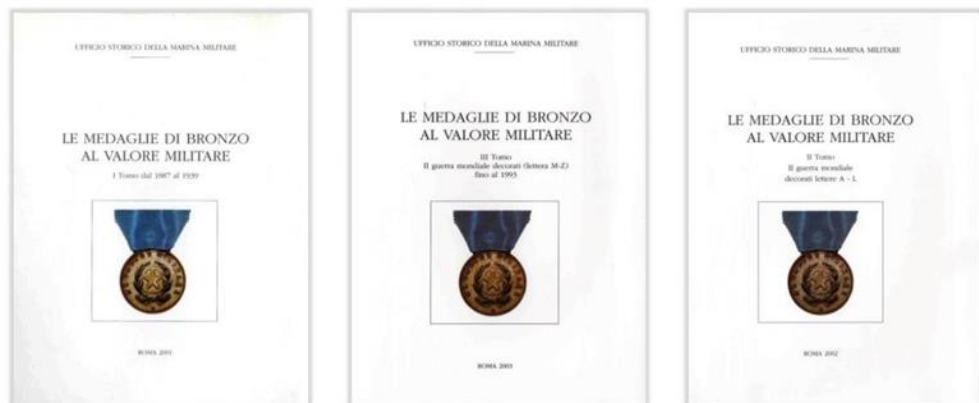 UFFICIO STORICO DELLA MARINA MILITARE
LE MEDAGLIE DI BRONZO
AL VALORE MILITARE
I Tomo dal 1887 al 1939
ROMA 2001
UFFICIO STORICO DELLA MARINA MILITARE
LE MEDAGLIE DI BRONZO
AL VALORE MILITARE
III Tomo
II guerra mondiale decorati (lettera M-Z)
fino al 1993
ROMA 2003
UFFICIO STORICO DELLA MARINA MILITARE
LE MEDAGLIE DI BRONZO
AL VALORE MILITARE
II Tomo
II guerra mondiale
decorati lettere A - L
ROMA 2002